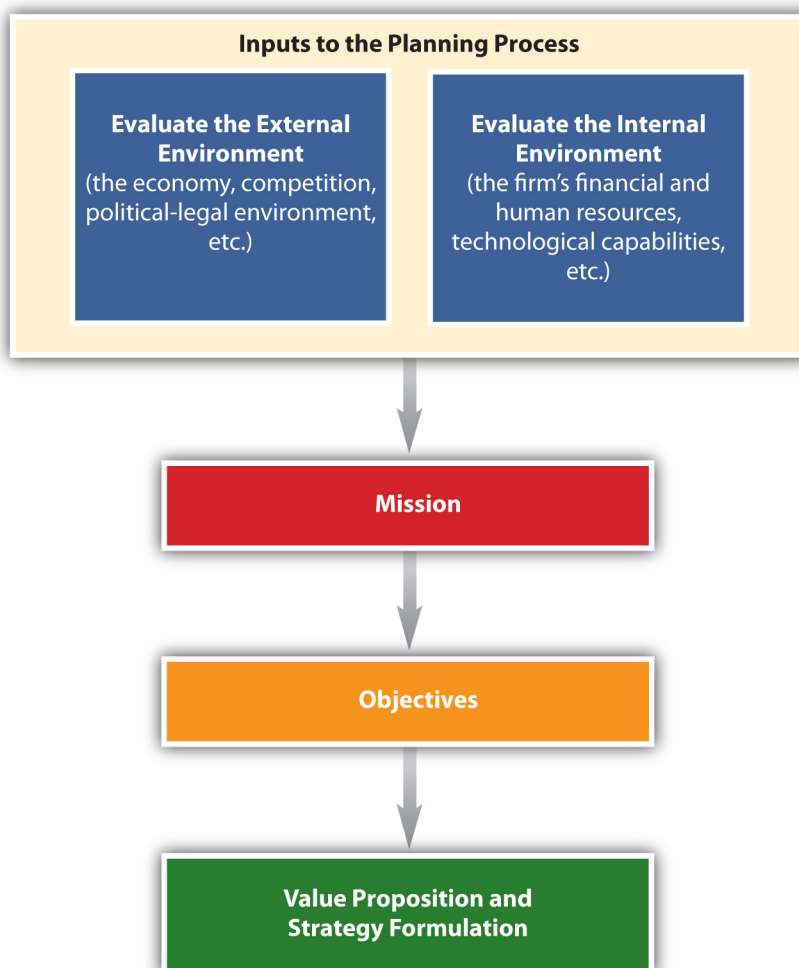 Inputs to the Planning Process
Evaluate the External
Environment
(the economy, competition,
political-legal environment,
etc.)
Evaluate the Internal
Environment
(the firm’s financial and
human resources,
technological capabilities,
etc.)
Mission
Objectives
Value Proposition and
Strategy Formulation